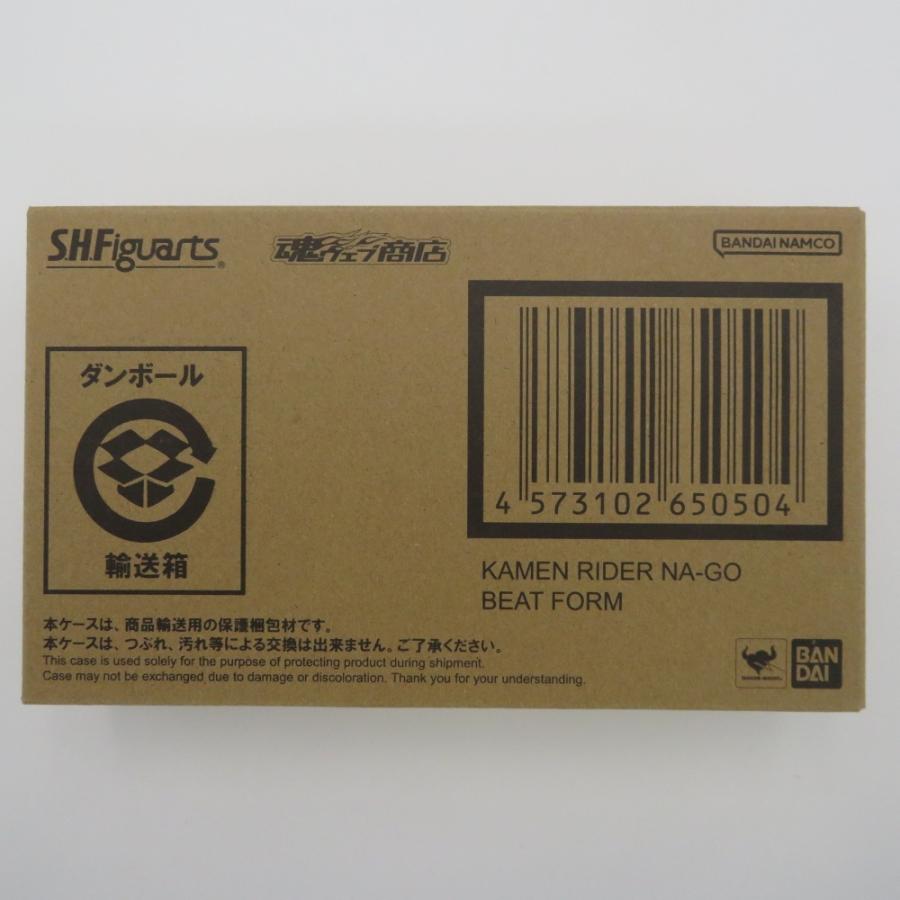 S.H.Figuarts®
魂ウェブ商店
BANDAI NAMCO
ダンボール
輸送箱
4 573102 650504
KAMEN RIDER NA-GO
BEAT FORM
本ケースは、商品輸送用の保護梱包材です。
本ケースは、つぶれ、汚れ等による交換は出来ません。ご了承ください。
This case is used solely for the purpose of protecting product during shipment.
Case may not be exchanged due to damage or discoloration. Thank you for your understanding.
BAN
DAI